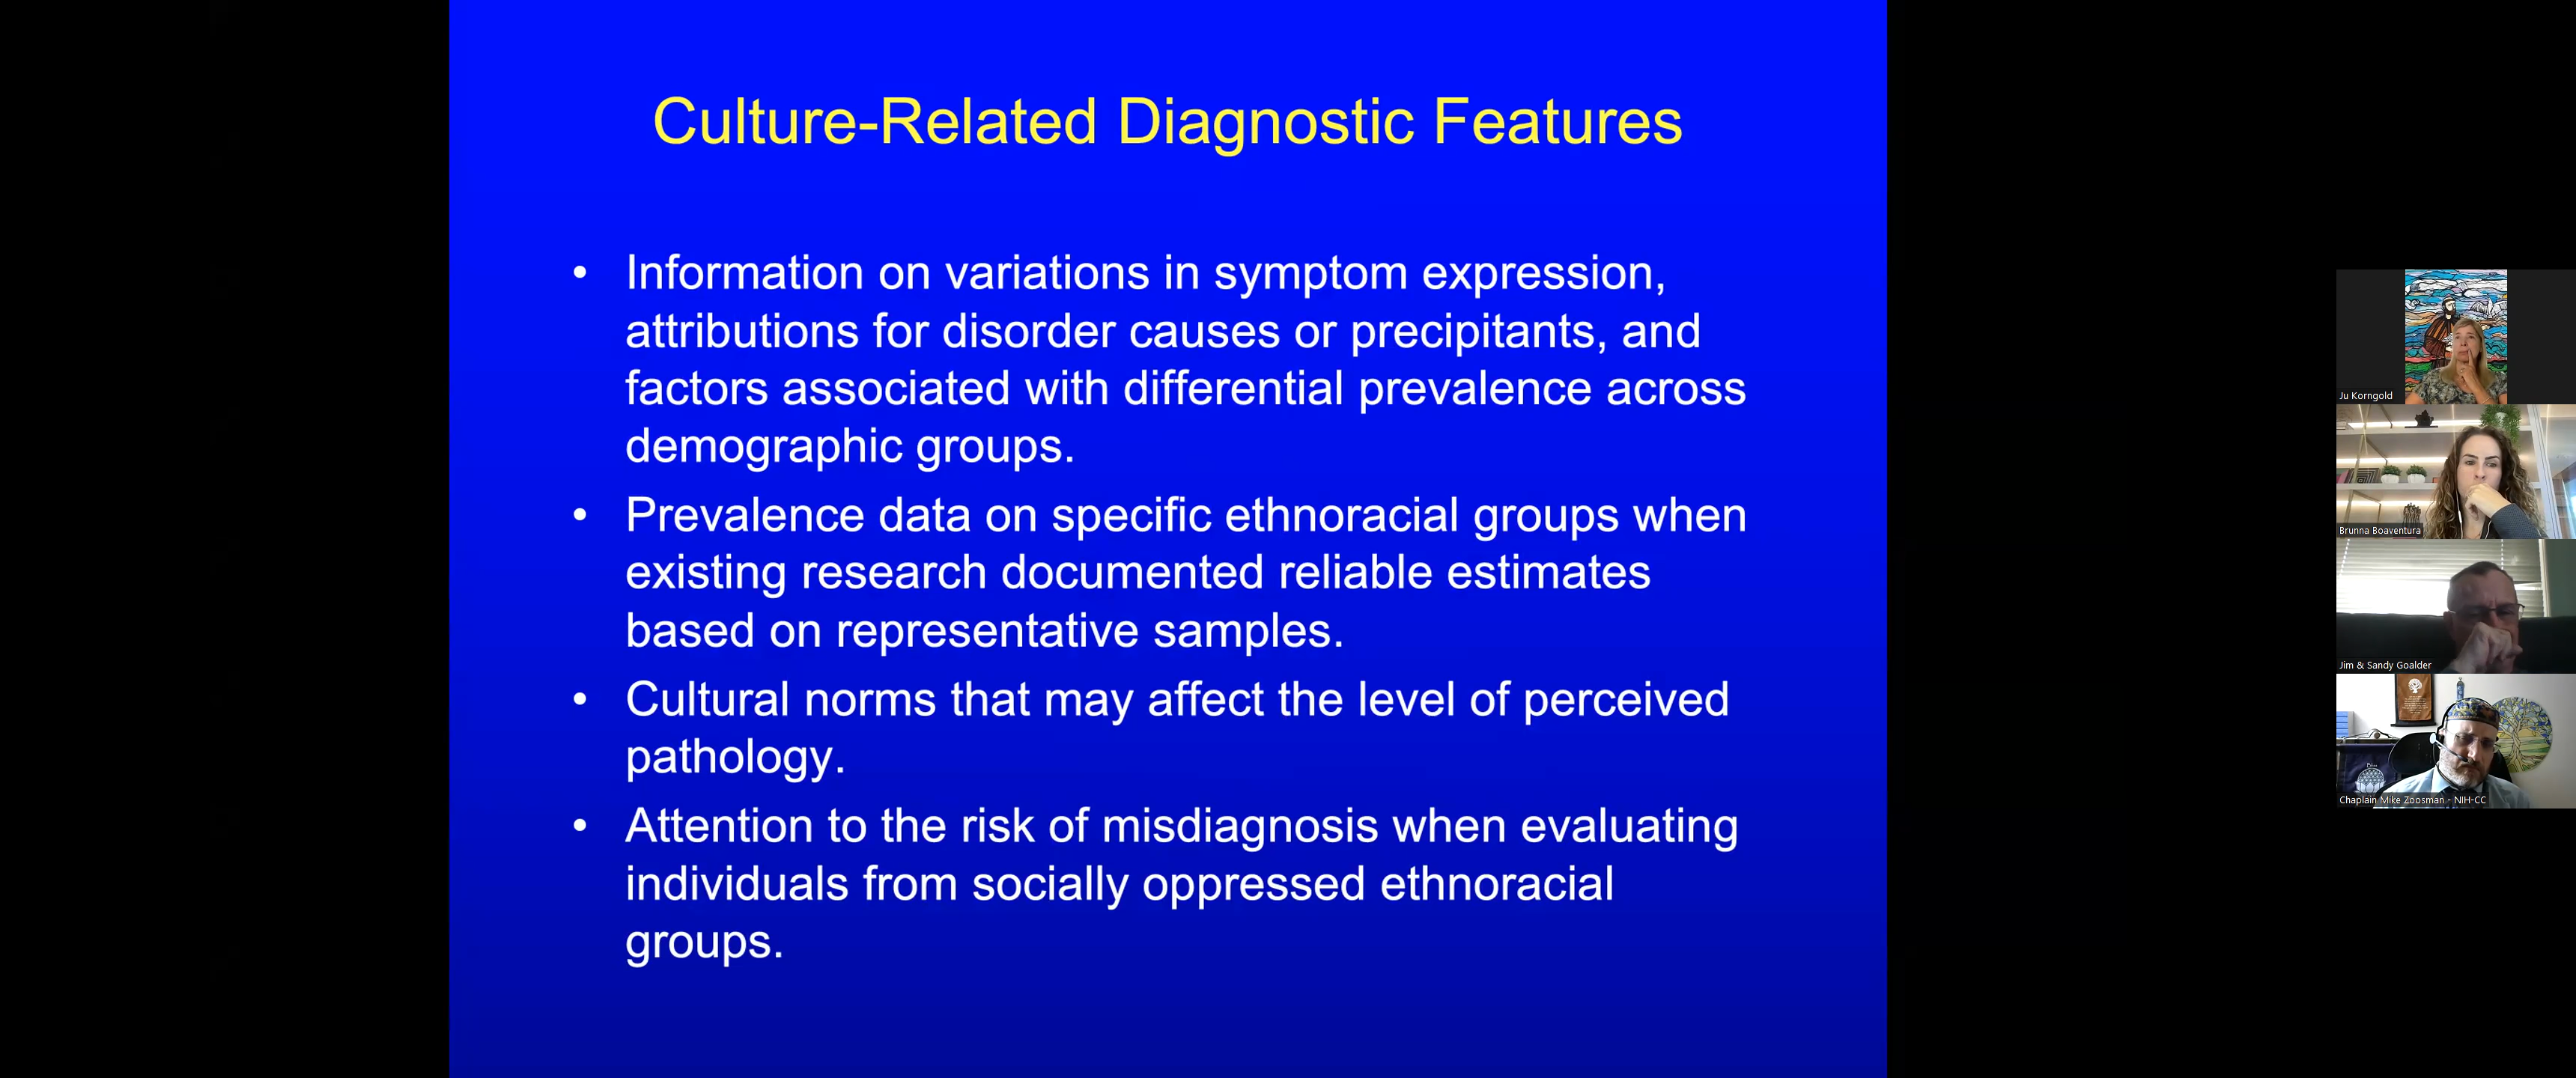 Culture-Related Diagnostic Features
• Information on variations in symptom expression,
attributions for disorder causes or precipitants, and
factors associated with differential prevalence across
demographic groups.
• Prevalence data on specific ethnoracial groups when
existing research documented reliable estimates
based on representative samples.
• Cultural norms that may affect the level of perceived
pathology.
• Attention to the risk of misdiagnosis when evaluating
individuals from socially oppressed ethnoracial
groups.
Ju Korngold
Brunna Boaventura
Jim & Sandy Goalder
Chaplain Mike Zoosman - NIH-CC